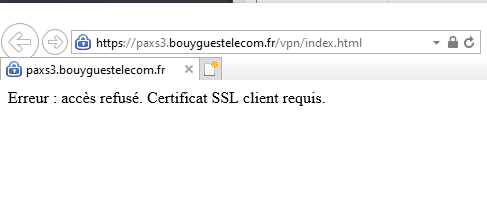 https://paxs3.bouyguestelecom.fr/vpn/index.html
paxs3.bouyguestelecom.fr
Erreur : accès refusé. Certificat SSL client requis.